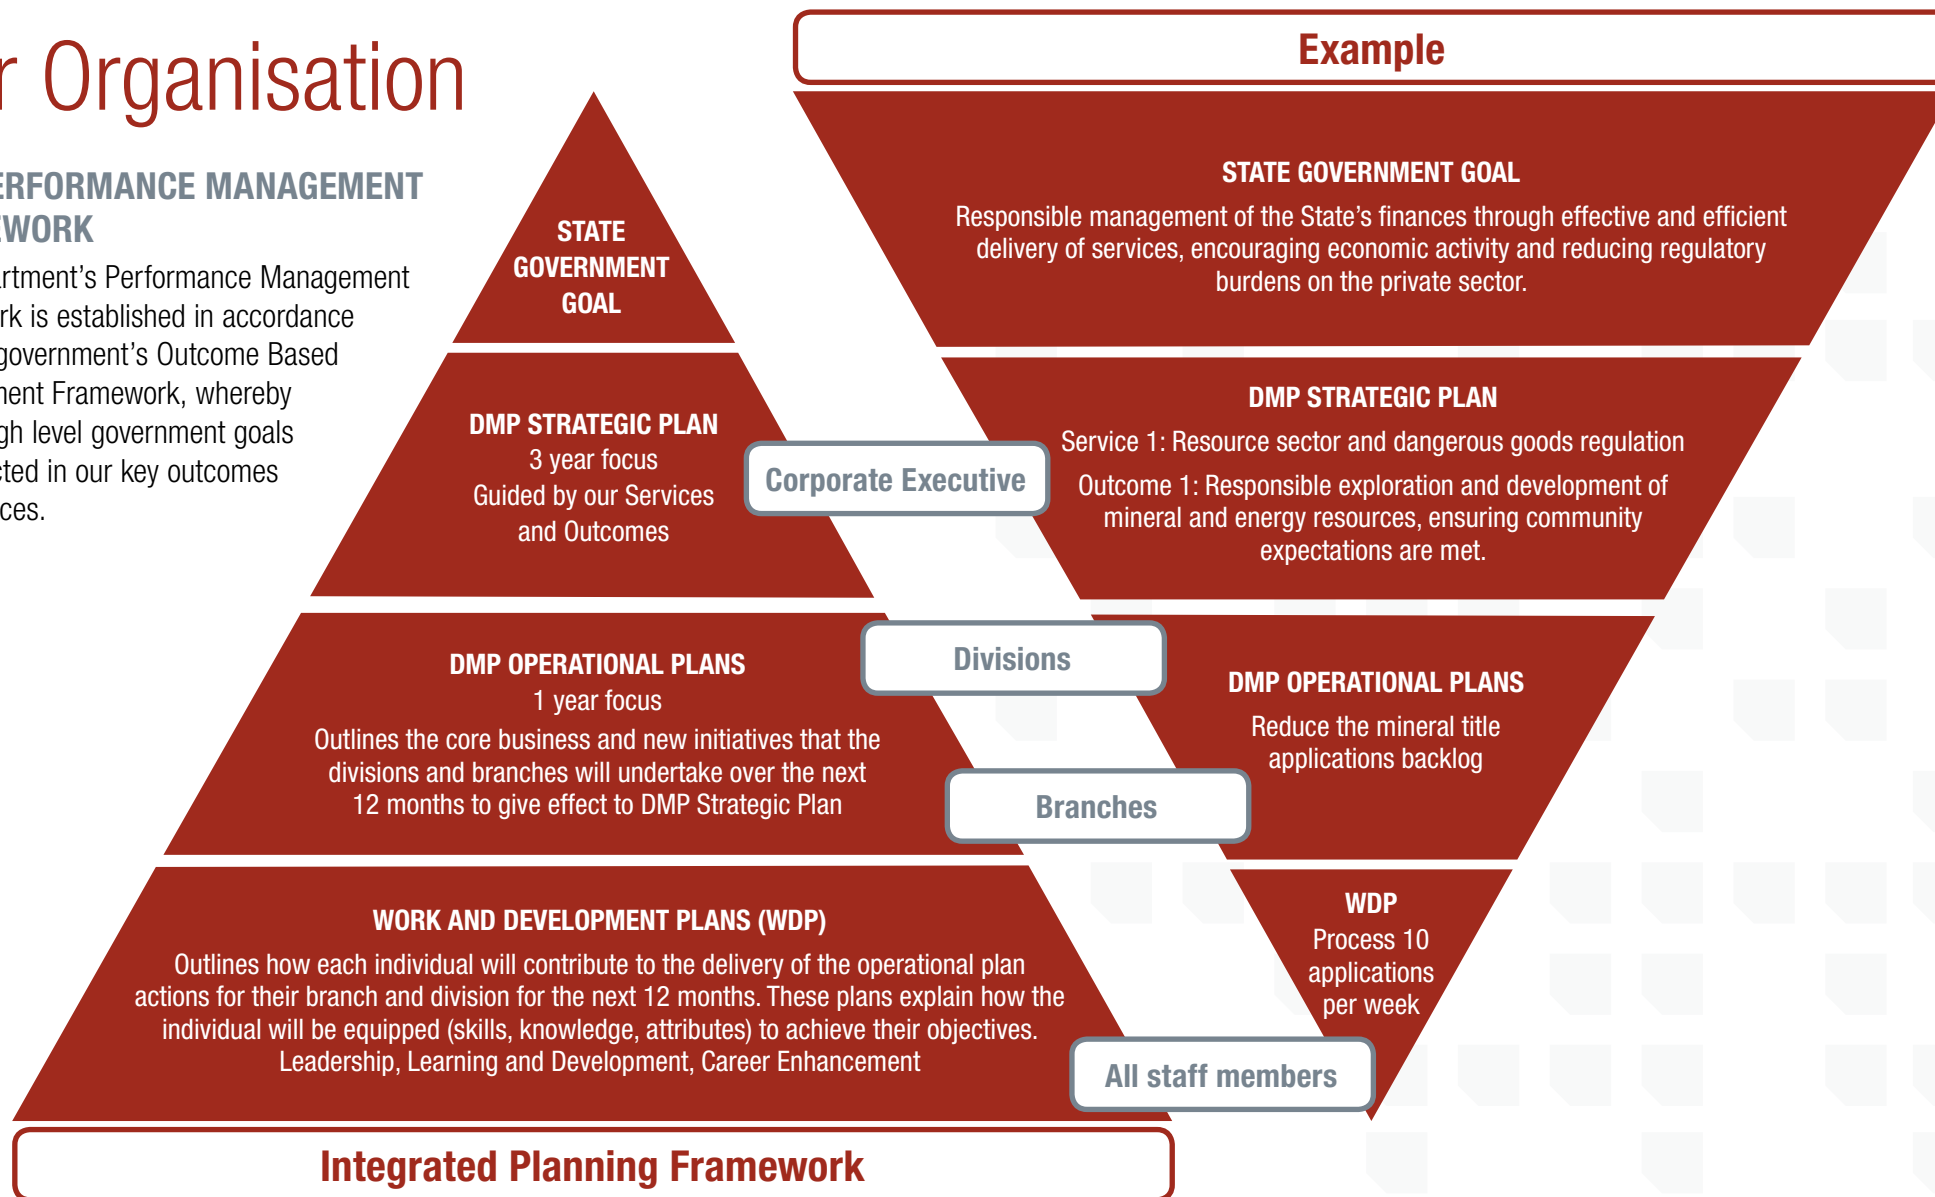 r Organisation
ERFORMANCE MANAGEMENT
EWORK
artment's Performance Management
rk is established in accordance
government's Outcome Based
ment Framework, whereby
gh level government goals
cted in our key outcomes
ices.
STATE
GOVERNMENT
GOAL
DMP STRATEGIC PLAN
3 year focus
Guided by our Services
and Outcomes
DMP OPERATIONAL PLANS
1 year focus
Outlines the core business and new initiatives that the
divisions and branches will undertake over the next
12 months to give effect to DMP Strategic Plan
WORK AND DEVELOPMENT PLANS (WDP)
Outlines how each individual will contribute to the delivery of the operational plan
actions for their branch and division for the next 12 months. These plans explain how the
individual will be equipped (skills, knowledge, attributes) to achieve their objectives.
Leadership, Learning and Development, Career Enhancement
Integrated Planning Framework
Corporate Executive
Divisions
Branches
All staff members
Example
STATE GOVERNMENT GOAL
Responsible management of the State's finances through effective and efficient
delivery of services, encouraging economic activity and reducing regulatory
burdens on the private sector.
DMP STRATEGIC PLAN
Service 1: Resource sector and dangerous goods regulation
Outcome 1: Responsible exploration and development of
mineral and energy resources, ensuring community
expectations are met.
DMP OPERATIONAL PLANS
Reduce the mineral title
applications backlog
WDP
Process 10
applications
per week